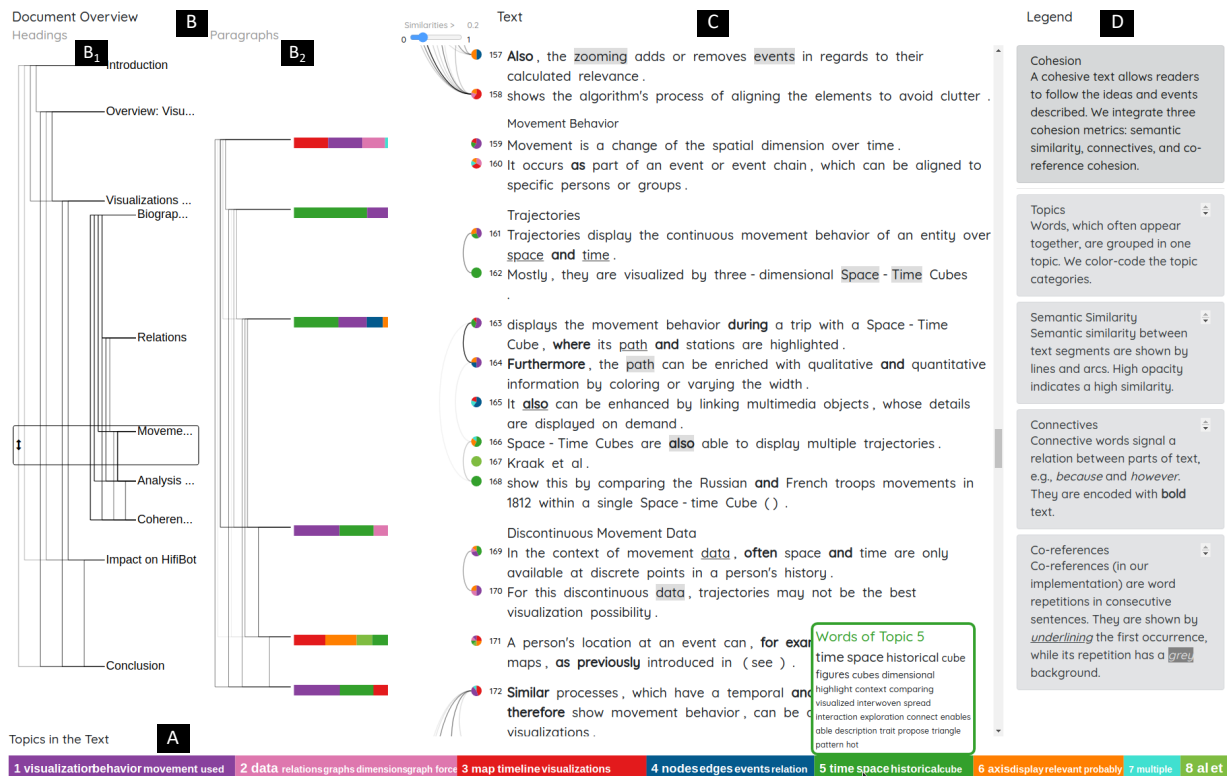 Document Overview
B
Headings
B1
Paragraphs
B2
Introduction
Overview: Visu...
Visualizations ...
Biograp...
Relations
Moveme...
Analysis ...
Coheren...
Impact on HifiBot
Conclusion
Similarities > 0.2
0 1
Text
C
157 Also , the zooming adds or removes events in regards to their
calculated relevance .
158 shows the algorithm's process of aligning the elements to avoid clutter .
Movement Behavior
159 Movement is a change of the spatial dimension over time .
160 It occurs as part of an event or event chain , which can be aligned to
specific persons or groups .
Trajectories
161 Trajectories display the continuous movement behavior of an entity over
space and time .
162 Mostly , they are visualized by three - dimensional Space - Time Cubes
.
163 displays the movement behavior during a trip with a Space - Time
Cube , where its path and stations are highlighted .
164 Furthermore , the path can be enriched with qualitative and quantitative
information by coloring or varying the width .
165 It also can be enhanced by linking multimedia objects , whose details
are displayed on demand .
166 Space - Time Cubes are also able to display multiple trajectories .
167 Kraak et al .
168 show this by comparing the Russian and French troops movements in
1812 within a single Space - time Cube ( ) .
Discontinuous Movement Data
169 In the context of movement data , often space and time are only
available at discrete points in a person's history .
170 For this discontinuous data , trajectories may not be the best
visualization possibility .
171 A person's location at an event can , for exam
maps , as previously introduced in ( see ) .
172 Similar processes , which have a temporal and
therefore show movement behavior , can be
visualizations .
Words of Topic 5
time space historical cube
figures cubes dimensional
highlight context comparing
visualized interwoven spread
interaction exploration connect enables
able description trait propose triangle
pattern hat
Legend
D
Cohesion
A cohesive text allows readers
to follow the ideas and events
described. We integrate three
cohesion metrics: semantic
similarity, connectives, and co-
reference cohesion.
Topics
Words, which often appear
together, are grouped in one
topic. We color-code the topic
categories.
Semantic Similarity
Semantic similarity between
text segments are shown by
lines and arcs. High opacity
indicates a high similarity.
Connectives
Connective words signal a
relation between parts of text,
e.g., because and however.
They are encoded with bold
text.
Co-references
Co-references (in our
implementation) are word
repetitions in consecutive
sentences. They are shown by
underlining the first occurrence,
while its repetition has a grey
background.
A
Topics in the Text
1 visualization behavior movement used
2 data relations graphs dimensions graph force
3 map timeline visualizations
4 nodes edges events relation
5 time space historical cube
6 axis display relevant probably
7 multiple
8 al et